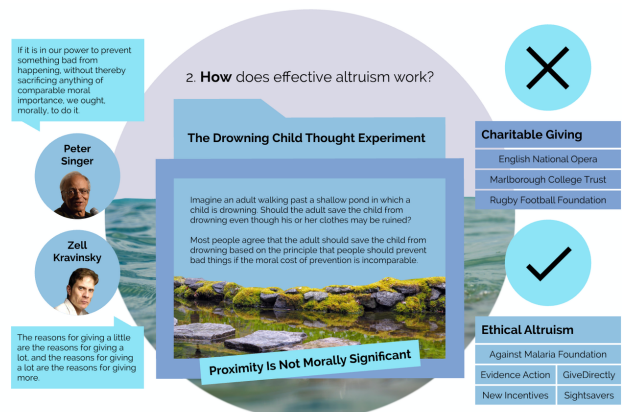 If it is in our power to prevent
something bad from
happening, without thereby
sacrificing anything of
comparable moral
importance, we ought,
morally, to do it.
Peter
Singer
Zell
Kravinsky
The reasons for giving a little
are the reasons for giving a
lot, and the reasons for giving
a lot are the reasons for giving
more.
2. How does effective altruism work?
The Drowning Child Thought Experiment
Imagine an adult walking past a shallow pond in which a
child is drowning. Should the adult save the child from
drowning even though his or her clothes may be ruined?
Most people agree that the adult should save the child from
drowning based on the principle that people should prevent
bad things if the moral cost of prevention is incomparable.
Proximity Is Not Morally Significant
Charitable Giving
English National Opera
Marlborough College Trust
Rugby Football Foundation
Ethical Altruism
Against Malaria Foundation
Evidence Action
GiveDirectly
New Incentives
Sightsavers